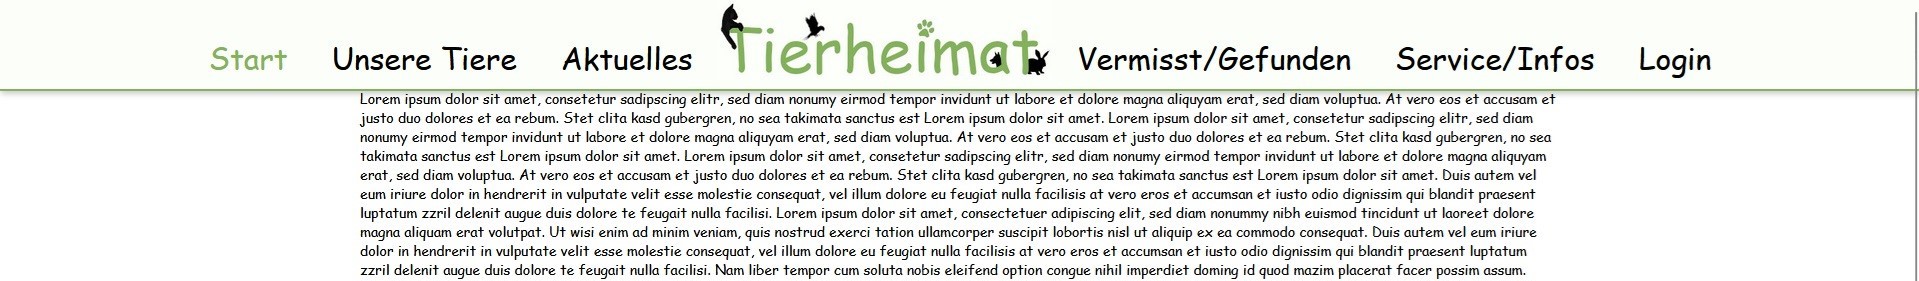 Start Unsere Tiere Aktuelles Tierheimat Vermisst/Gefunden Service/Infos Login
Lorem ipsum dolor sit amet, consetetur sadipscing elitr, sed diam nonumy eirmod tempor invidunt ut labore et dolore magna aliquyam erat, sed diam voluptua. At vero eos et accusam et
justo duo dolores et ea rebum. Stet clita kasd gubergren, no sea takimata sanctus est Lorem ipsum dolor sit amet. Lorem ipsum dolor sit amet, consetetur sadipscing elitr, sed diam
nonumy eirmod tempor invidunt ut labore et dolore magna aliquyam erat, sed diam voluptua. At vero eos et accusam et justo duo dolores et ea rebum. Stet clita kasd gubergren, no sea
takimata sanctus est Lorem ipsum dolor sit amet. Lorem ipsum dolor sit amet, consetetur sadipscing elitr, sed diam nonumy eirmod tempor invidunt ut labore et dolore magna aliquyam
erat, sed diam voluptua. At vero eos et accusam et justo duo dolores et ea rebum. Stet clita kasd gubergren, no sea takimata sanctus est Lorem ipsum dolor sit amet. Duis autem vel
eum iriure dolor in hendrerit in vulputate velit esse molestie consequat, vel illum dolore eu feugiat nulla facilisis at vero eros et accumsan et iusto odio dignissim qui blandit praesent
luptatum zzril delenit augue duis dolore te feugait nulla facilisi. Lorem ipsum dolor sit amet, consectetuer adipiscing elit, sed diam nonummy nibh euismod tincidunt ut laoreet dolore
magna aliquam erat volutpat. Ut wisi enim ad minim veniam, quis nostrud exerci tation ullamcorper suscipit lobortis nisl ut aliquip ex ea commodo consequat. Duis autem vel eum iriure
dolor in hendrerit in vulputate velit esse molestie consequat, vel illum dolore eu feugiat nulla facilisis at vero eros et accumsan et iusto odio dignissim qui blandit praesent luptatum
zzril delenit augue duis dolore te feugait nulla facilisi. Nam liber tempor cum soluta nobis eleifend option congue nihil imperdiet doming id quod mazim placerat facer possim assum.